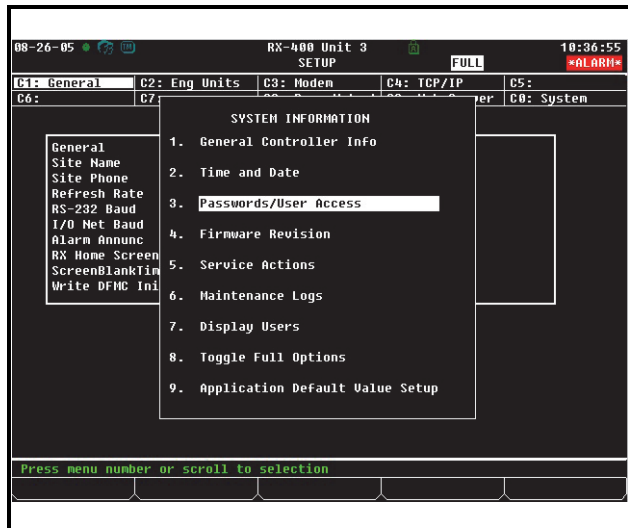 08-26-05 RX-400 Unit 3 10:36:55
SETUP FULL *ALARM*
C1: General C2: Eng Units C3: Modem C4: TCP/IP C5:
C6: C7: C0: System
SYSTEM INFORMATION
1. General Controller Info
2. Time and Date
3. Passwords/User Access
4. Firmware Revision
5. Service Actions
6. Maintenance Logs
7. Display Users
8. Toggle Full Options
9. Application Default Value Setup
General
Site Name
Site Phone
Refresh Rate
RS-232 Baud
I/O Net Baud
Alarm Annunc
RX Home Screen
ScreenBlankTim
Write DFMC Ini
Press menu number or scroll to selection